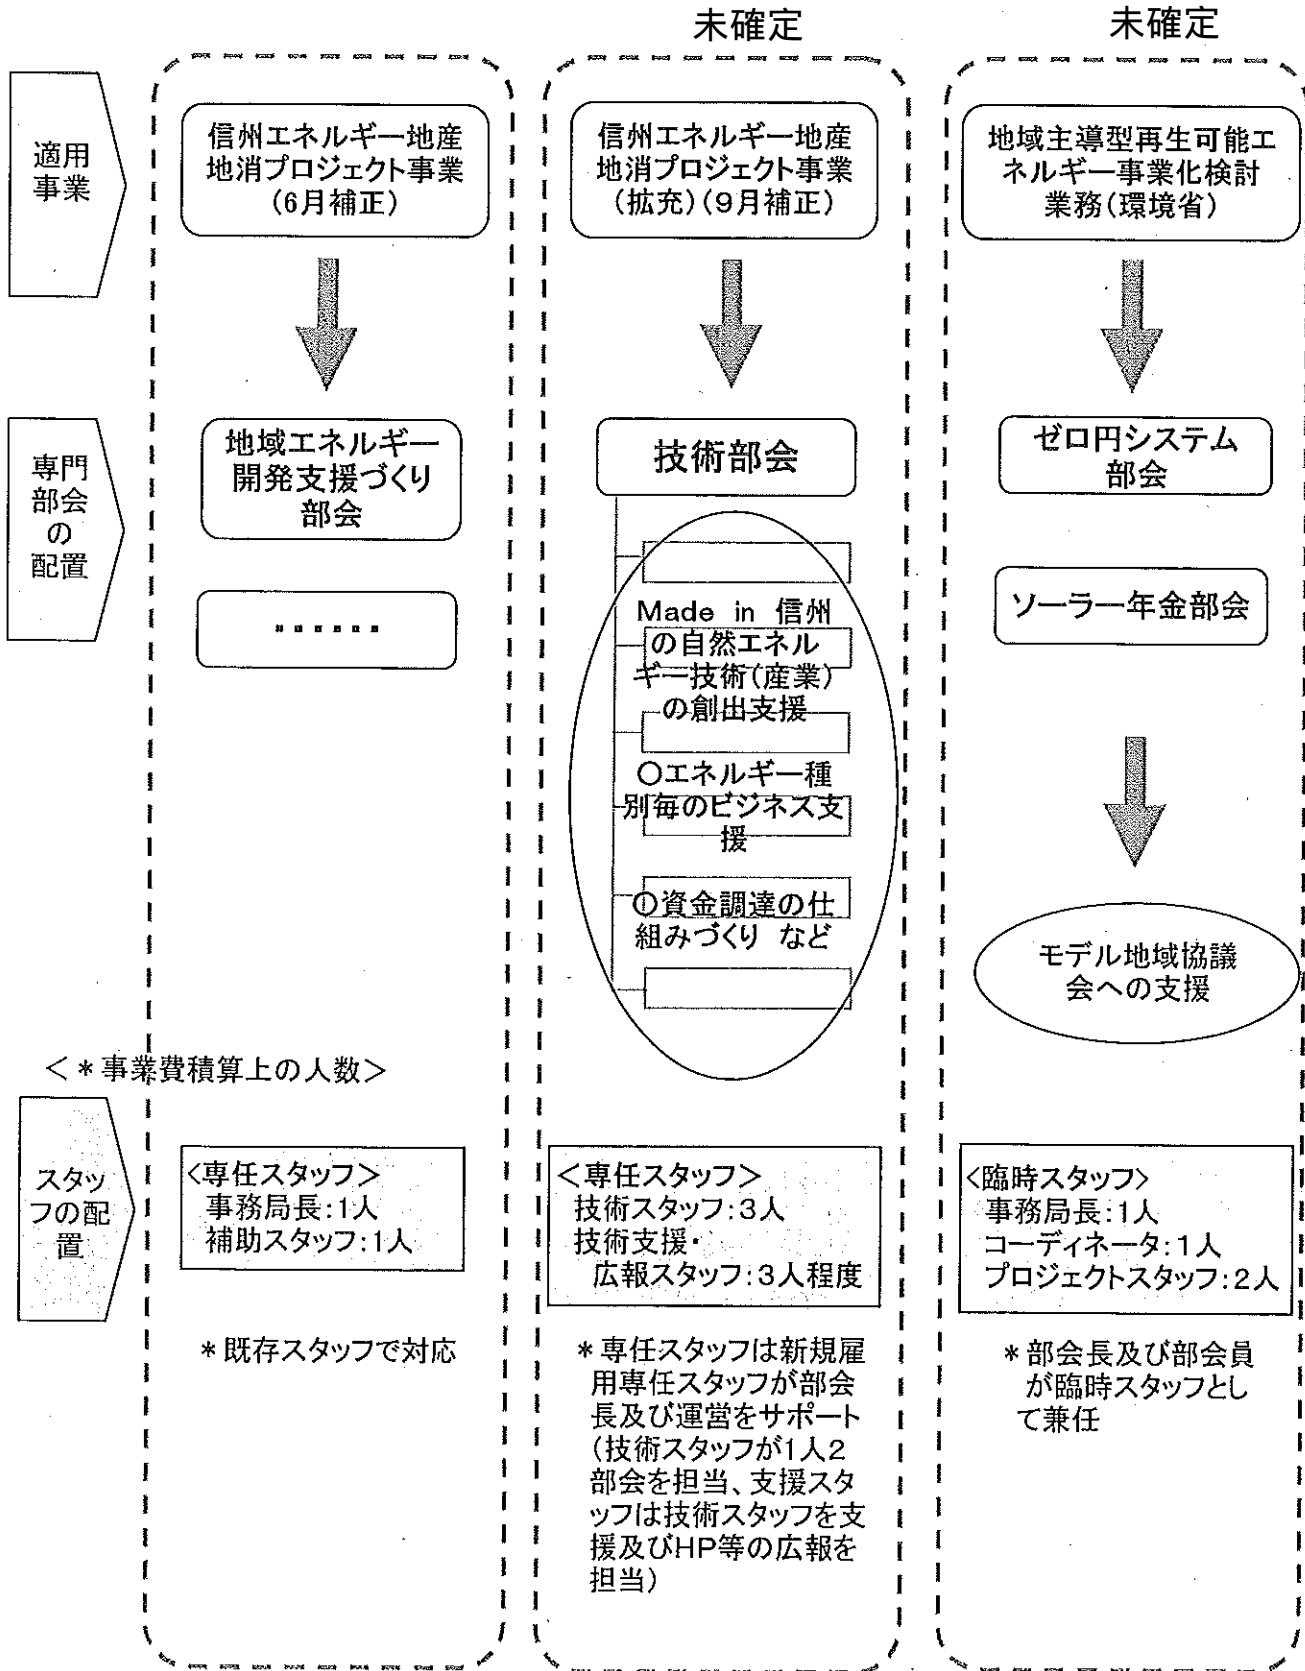 未確定
未確定
適用
事業
信州エネルギー地産
地消プロジェクト事業
(6月補正)
信州エネルギー地産
地消プロジェクト事業
(拡充)(9月補正)
地域主導型再生可能エ
ネルギー事業化検討
業務(環境省)
専門
部会
の
配置
地域エネルギー
開発支援づくり
部会
・・・・・・
技術部会
Made in 信州
の自然エネル
ギー技術(産業)
の創出支援
○エネルギー種
別毎のビジネス支
援
○資金調達の仕
組みづくり など
ゼロ円システム
部会
ソーラー年金部会
モデル地域協議
会への支援
<*事業費積算上の人数>
スタッ
フの配
置
<専任スタッフ>
事務局長:1人
補助スタッフ:1人
*既存スタッフで対応
<専任スタッフ>
技術スタッフ:3人
技術支援・
広報スタッフ:3人程度
*専任スタッフは新規雇
用専任スタッフが部会
長及び運営をサポート
(技術スタッフが1人2
部会を担当、支援スタ
ッフは技術スタッフを支
援及びHP等の広報を
担当)
<臨時スタッフ>
事務局長:1人
コーディネータ:1人
プロジェクトスタッフ:2人
*部会長及び部会員
が臨時スタッフとし
て兼任